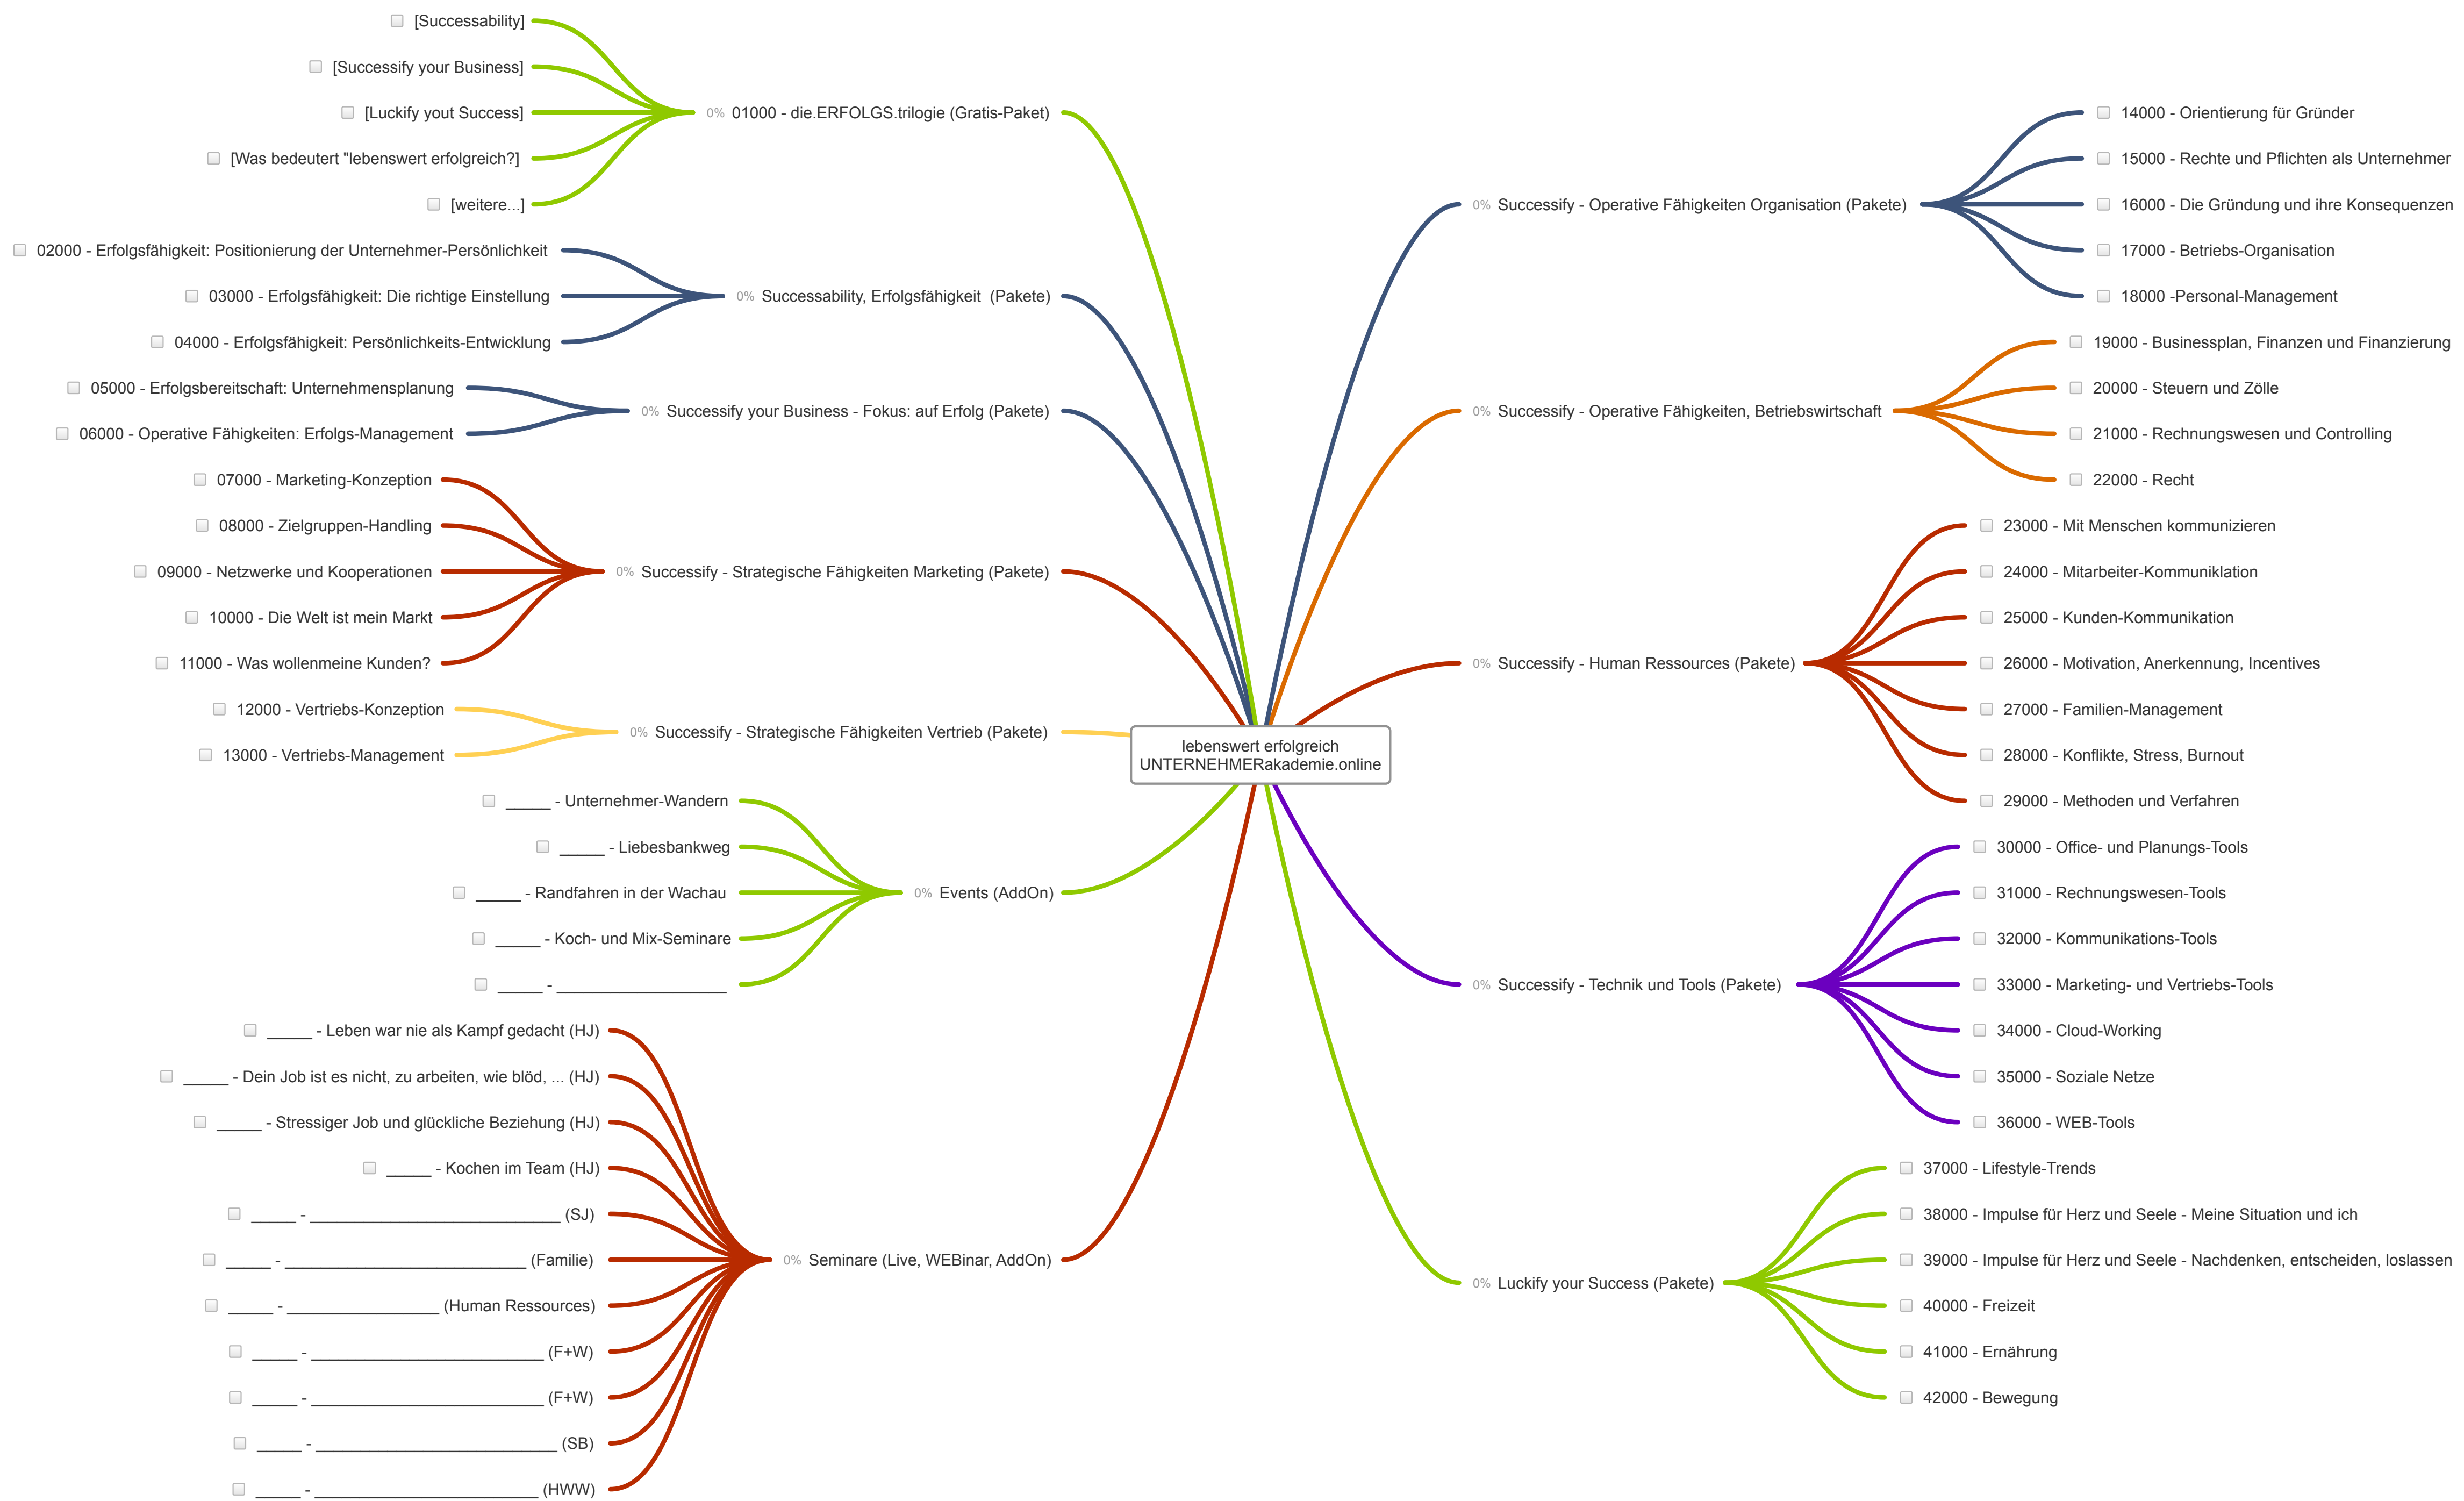 [Successability]
[Successify your Business]
[Luckify yout Success]
[Was bedeutert "lebenswert erfolgreich?]
[weitere...]
0% 01000 - die.ERFOLGS.trilogie (Gratis-Paket)
02000 - Erfolgsfähigkeit: Positionierung der Unternehmer-Persönlichkeit
03000 - Erfolgsfähigkeit: Die richtige Einstellung
04000 - Erfolgsfähigkeit: Persönlichkeits-Entwicklung
0% Successability, Erfolgsfähigkeit (Pakete)
05000 - Erfolgsbereitschaft: Unternehmensplanung
06000 - Operative Fähigkeiten: Erfolgs-Management
0% Successify your Business - Fokus: auf Erfolg (Pakete)
07000 - Marketing-Konzeption
08000 - Zielgruppen-Handling
09000 - Netzwerke und Kooperationen
10000 - Die Welt ist mein Markt
11000 - Was wollenmeine Kunden?
0% Successify - Strategische Fähigkeiten Marketing (Pakete)
12000 - Vertriebs-Konzeption
13000 - Vertriebs-Management
0% Successify - Strategische Fähigkeiten Vertrieb (Pakete)
_____ - Unternehmer-Wandern
_____ - Liebesbankweg
_____ - Randfahren in der Wachau
_____ - Koch- und Mix-Seminare
_____ - ___________________
0% Events (AddOn)
_____ - Leben war nie als Kampf gedacht (HJ)
_____ - Dein Job ist es nicht, zu arbeiten, wie blöd, ... (HJ)
_____ - Stressiger Job und glückliche Beziehung (HJ)
_____ - Kochen im Team (HJ)
_____ - ____________________________ (SJ)
_____ - ___________________________ (Familie)
_____ - _________________ (Human Ressources)
_____ - __________________________ (F+W)
_____ - __________________________ (F+W)
_____ - ___________________________ (SB)
_____ - _________________________ (HWW)
0% Seminare (Live, WEBinar, AddOn)
lebenswert erfolgreich
UNTERNEHMERakademie.online
0% Successify - Operative Fähigkeiten Organisation (Pakete)
14000 - Orientierung für Gründer
15000 - Rechte und Pflichten als Unternehmer
16000 - Die Gründung und ihre Konsequenzen
17000 - Betriebs-Organisation
18000 -Personal-Management
0% Successify - Operative Fähigkeiten, Betriebswirtschaft
19000 - Businessplan, Finanzen und Finanzierung
20000 - Steuern und Zölle
21000 - Rechnungswesen und Controlling
22000 - Recht
0% Successify - Human Ressources (Pakete)
23000 - Mit Menschen kommunizieren
24000 - Mitarbeiter-Kommuniklation
25000 - Kunden-Kommunikation
26000 - Motivation, Anerkennung, Incentives
27000 - Familien-Management
28000 - Konflikte, Stress, Burnout
29000 - Methoden und Verfahren
0% Successify - Technik und Tools (Pakete)
30000 - Office- und Planungs-Tools
31000 - Rechnungswesen-Tools
32000 - Kommunikations-Tools
33000 - Marketing- und Vertriebs-Tools
34000 - Cloud-Working
35000 - Soziale Netze
36000 - WEB-Tools
0% Luckify your Success (Pakete)
37000 - Lifestyle-Trends
38000 - Impulse für Herz und Seele - Meine Situation und ich
39000 - Impulse für Herz und Seele - Nachdenken, entscheiden, loslassen
40000 - Freizeit
41000 - Ernährung
42000 - Bewegung